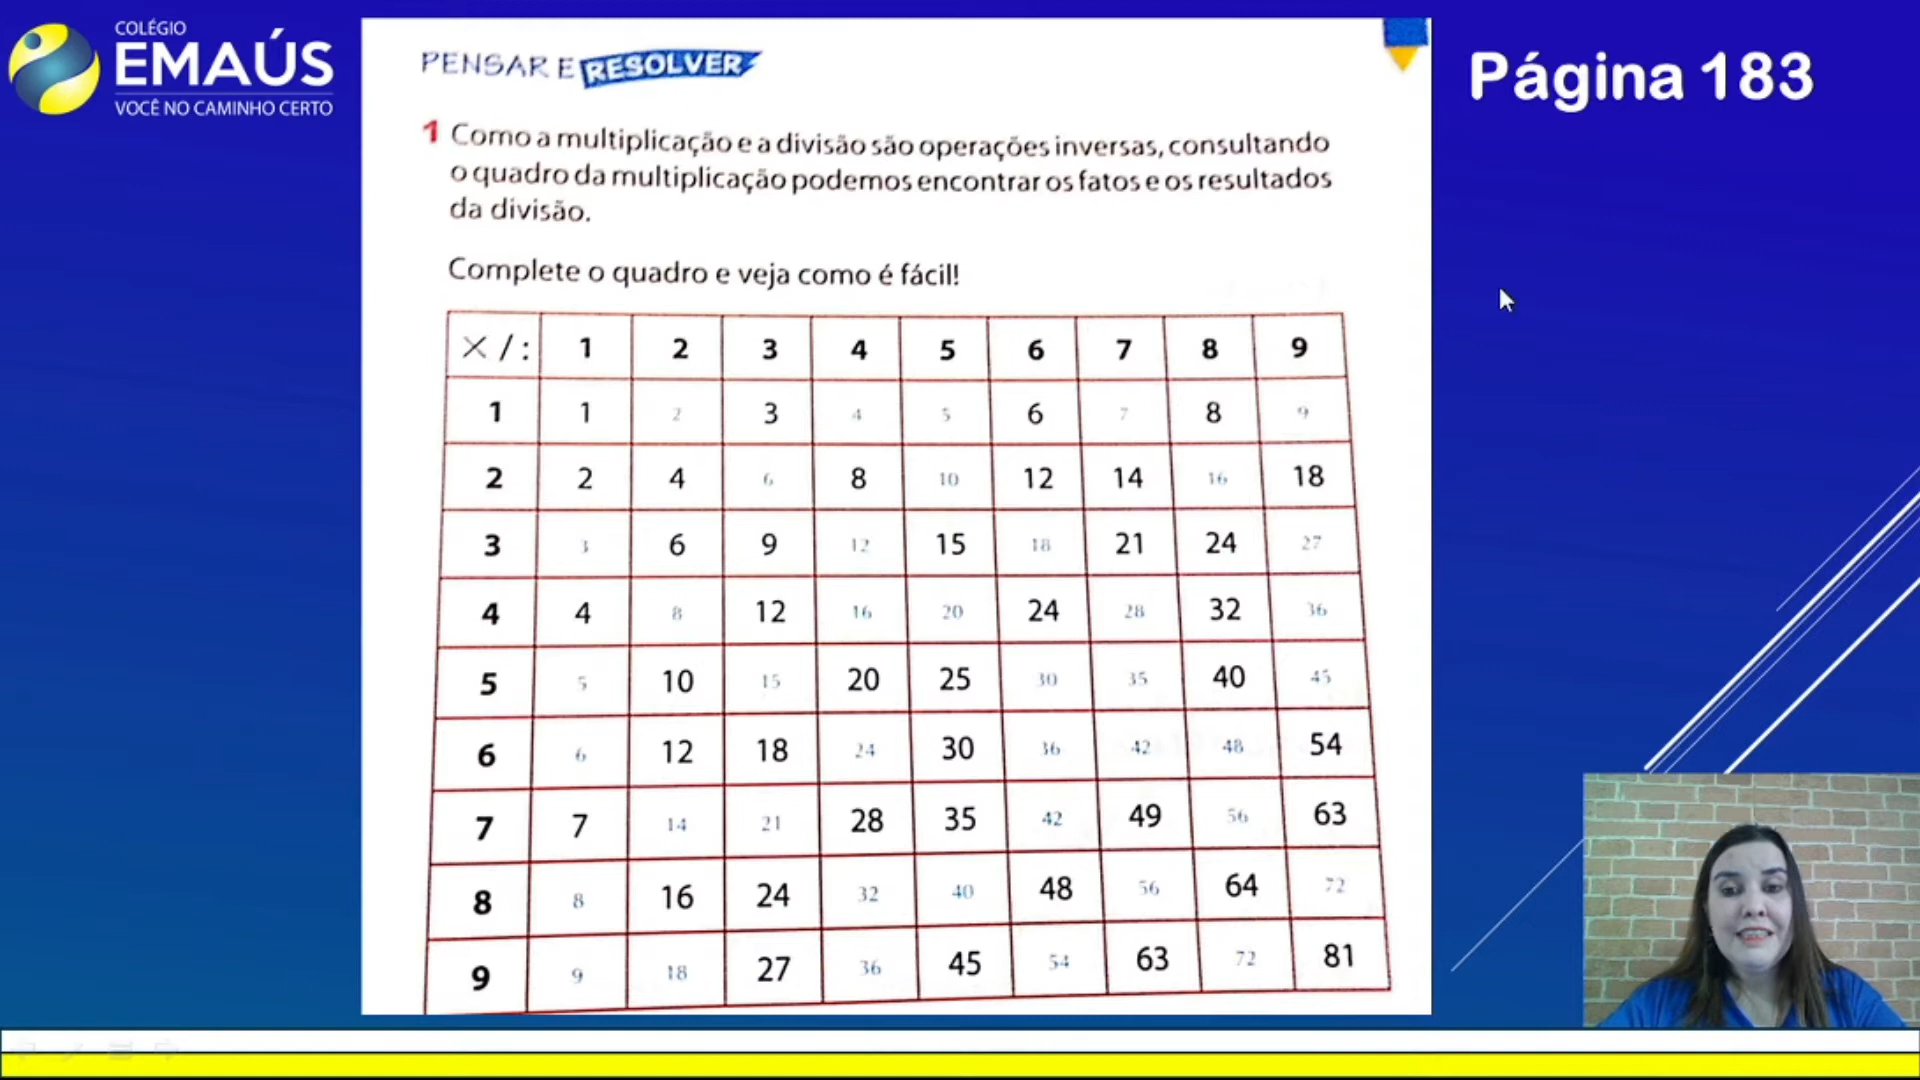 COLÉGIO
EMAÚS
VOCÊ NO CAMINHO CERTO
PENSAR E RESOLVER
Página 183
1 Como a multiplicação e a divisão são operações inversas, consultando
o quadro da multiplicação podemos encontrar os fatos e os resultados
da divisão.
Complete o quadro e veja como é fácil!
× / : 1 2 3 4 5 6 7 8 9
1 1 2 3 4 5 6 7 8 9
2 2 4 6 8 10 12 14 16 18
3 3 6 9 12 15 18 21 24 27
4 4 8 12 16 20 24 28 32 36
5 5 10 15 20 25 30 35 40 45
6 6 12 18 24 30 36 42 48 54
7 7 14 21 28 35 42 49 56 63
8 8 16 24 32 40 48 56 64 72
9 9 18 27 36 45 54 63 72 81